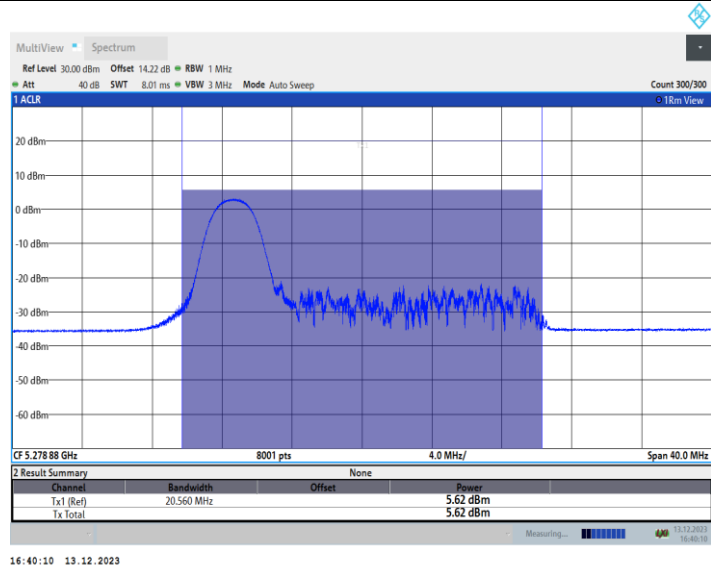 R&S
MultiView Spectrum
Ref Level 30.00 dBm Offset 14.22 dB RBW 1 MHz
Att 40 dB SWT 8.01 ms VBW 3 MHz Mode Auto Sweep Count 300/300
1 ACLR 1Rm View
20 dBm
10 dBm
0 dBm
-10 dBm
-20 dBm
-30 dBm
-40 dBm
-50 dBm
-60 dBm
CF 5.278 88 GHz 8001 pts 4.0 MHz/ Span 40.0 MHz
2 Result Summary None
Channel Bandwidth Offset Power
Tx1 (Ref) 20.560 MHz 5.62 dBm
Tx Total 5.62 dBm
Measuring... 13.12.2023
16:40:10
16:40:10 13.12.2023